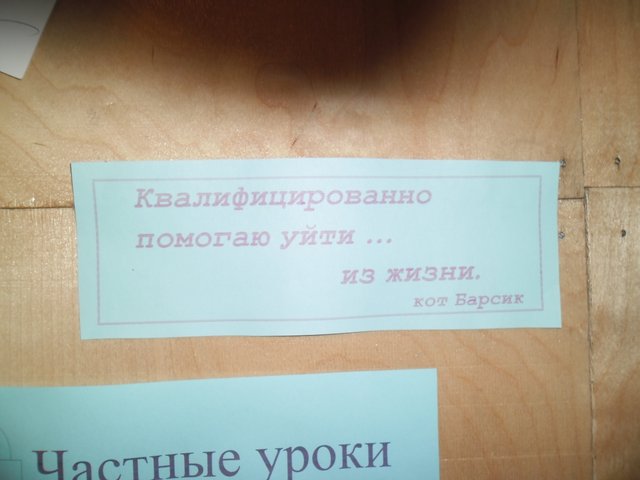 Квалифицированно
помогаю уйти ...
из жизни.
кот Барсик
Частные уроки